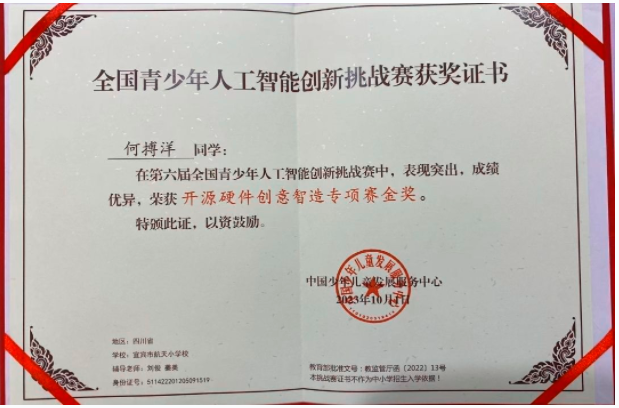 全国青少年人工智能创新挑战赛获奖证书
何搏洋 同学:
在第六届全国青少年人工智能创新挑战赛中，表现突出，成绩
优异，荣获 开源硬件创意智造专项赛金奖。
特颁此证，以资鼓励。
中国少年儿童发展服务中心
2023年10月1日
地区：四川省
学校：宜宾市航天小学校
辅导老师：刘俊
身份证号：511422201205091519
教育部批准文号：教监管厅函（2022）13号
本挑战赛证书不作为中小学招生入学依据！